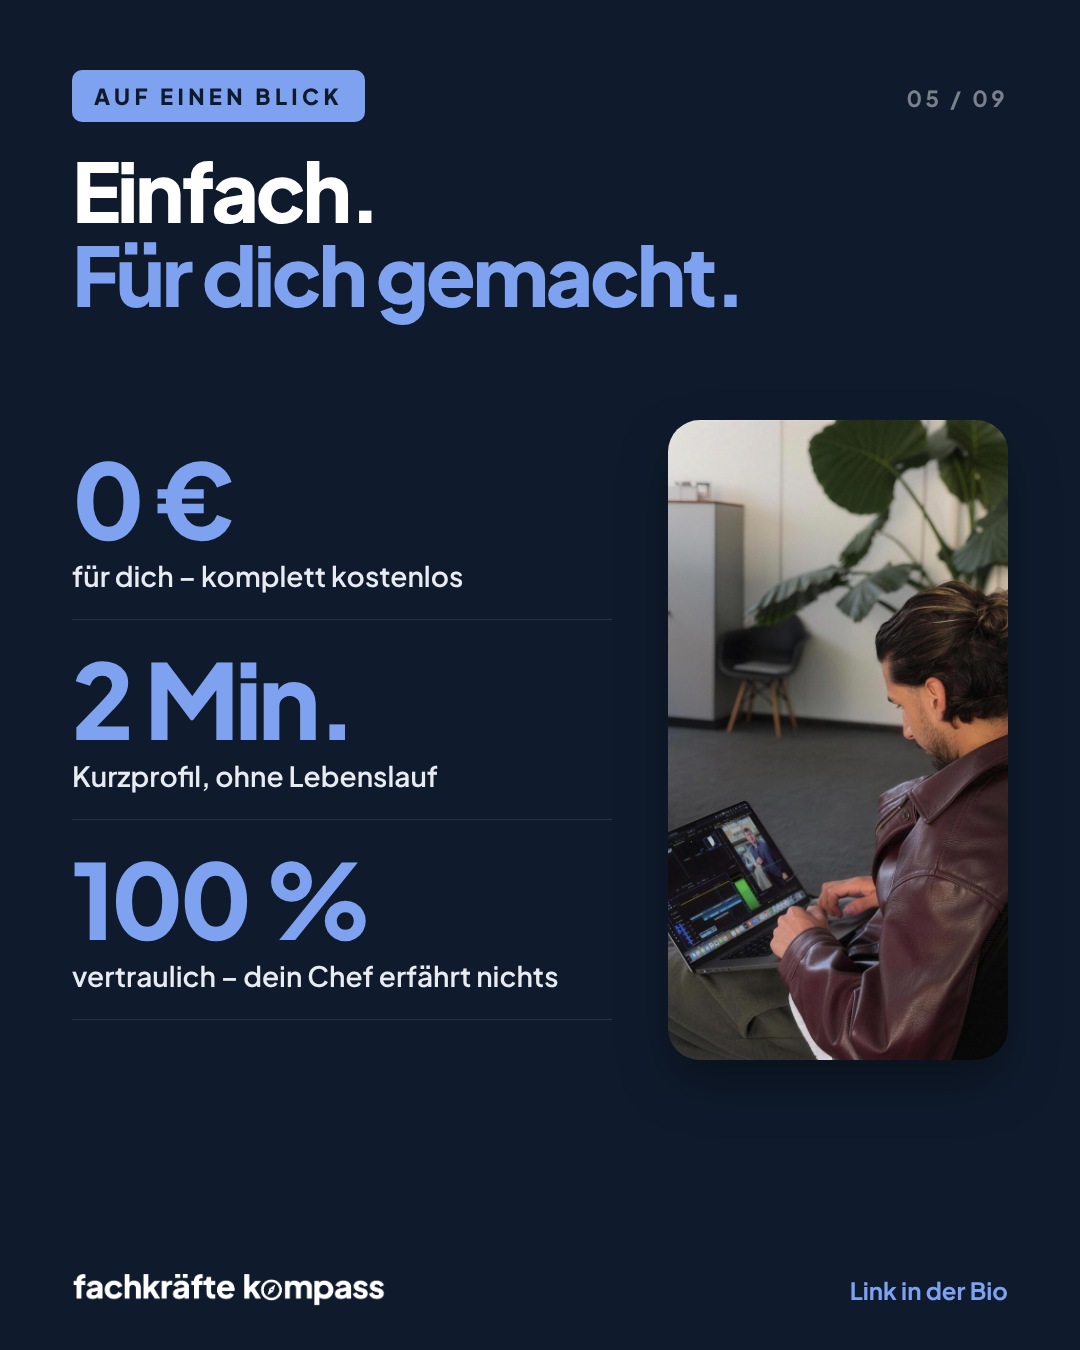 AUF EINEN BLICK
05 / 09
Einfach.
Für dich gemacht.
0 €
für dich – komplett kostenlos
2 Min.
Kurzprofil, ohne Lebenslauf
100 %
vertraulich – dein Chef erfährt nichts
fachkräfte kompass
Link in der Bio